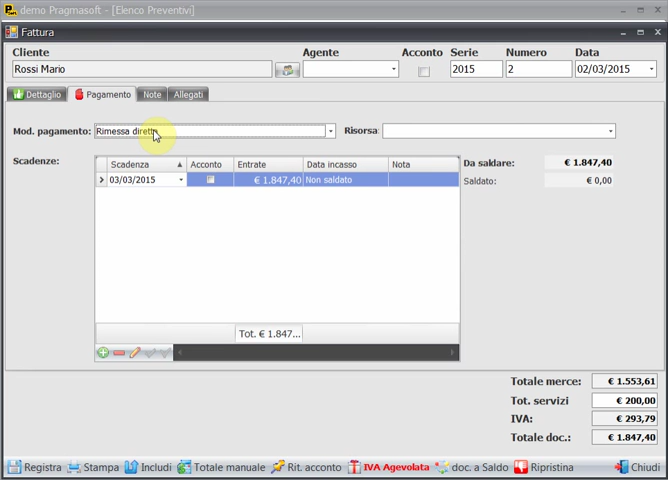 demo Pragmasoft - [Elenco Preventivi]
Fattura
Cliente Agente Acconto Serie Numero Data
Rossi Mario 2015 2 02/03/2015
Dettaglio Pagamento Note Allegati
Mod. pagamento: Rimessa diretta Risorsa:
Scadenze:
Scadenza Acconto Entrate Data incasso Nota
03/03/2015 € 1.847,40 Non saldato
Da saldare: € 1.847,40
Saldato: € 0,00
Tot. € 1.847...
Totale merce: € 1.553,61
Tot. servizi € 200,00
IVA: € 293,79
Totale doc.: € 1.847,40
Registra Stampa Includi Totale manuale Rit. acconto IVA Agevolata doc. a Saldo Ripristina Chiudi